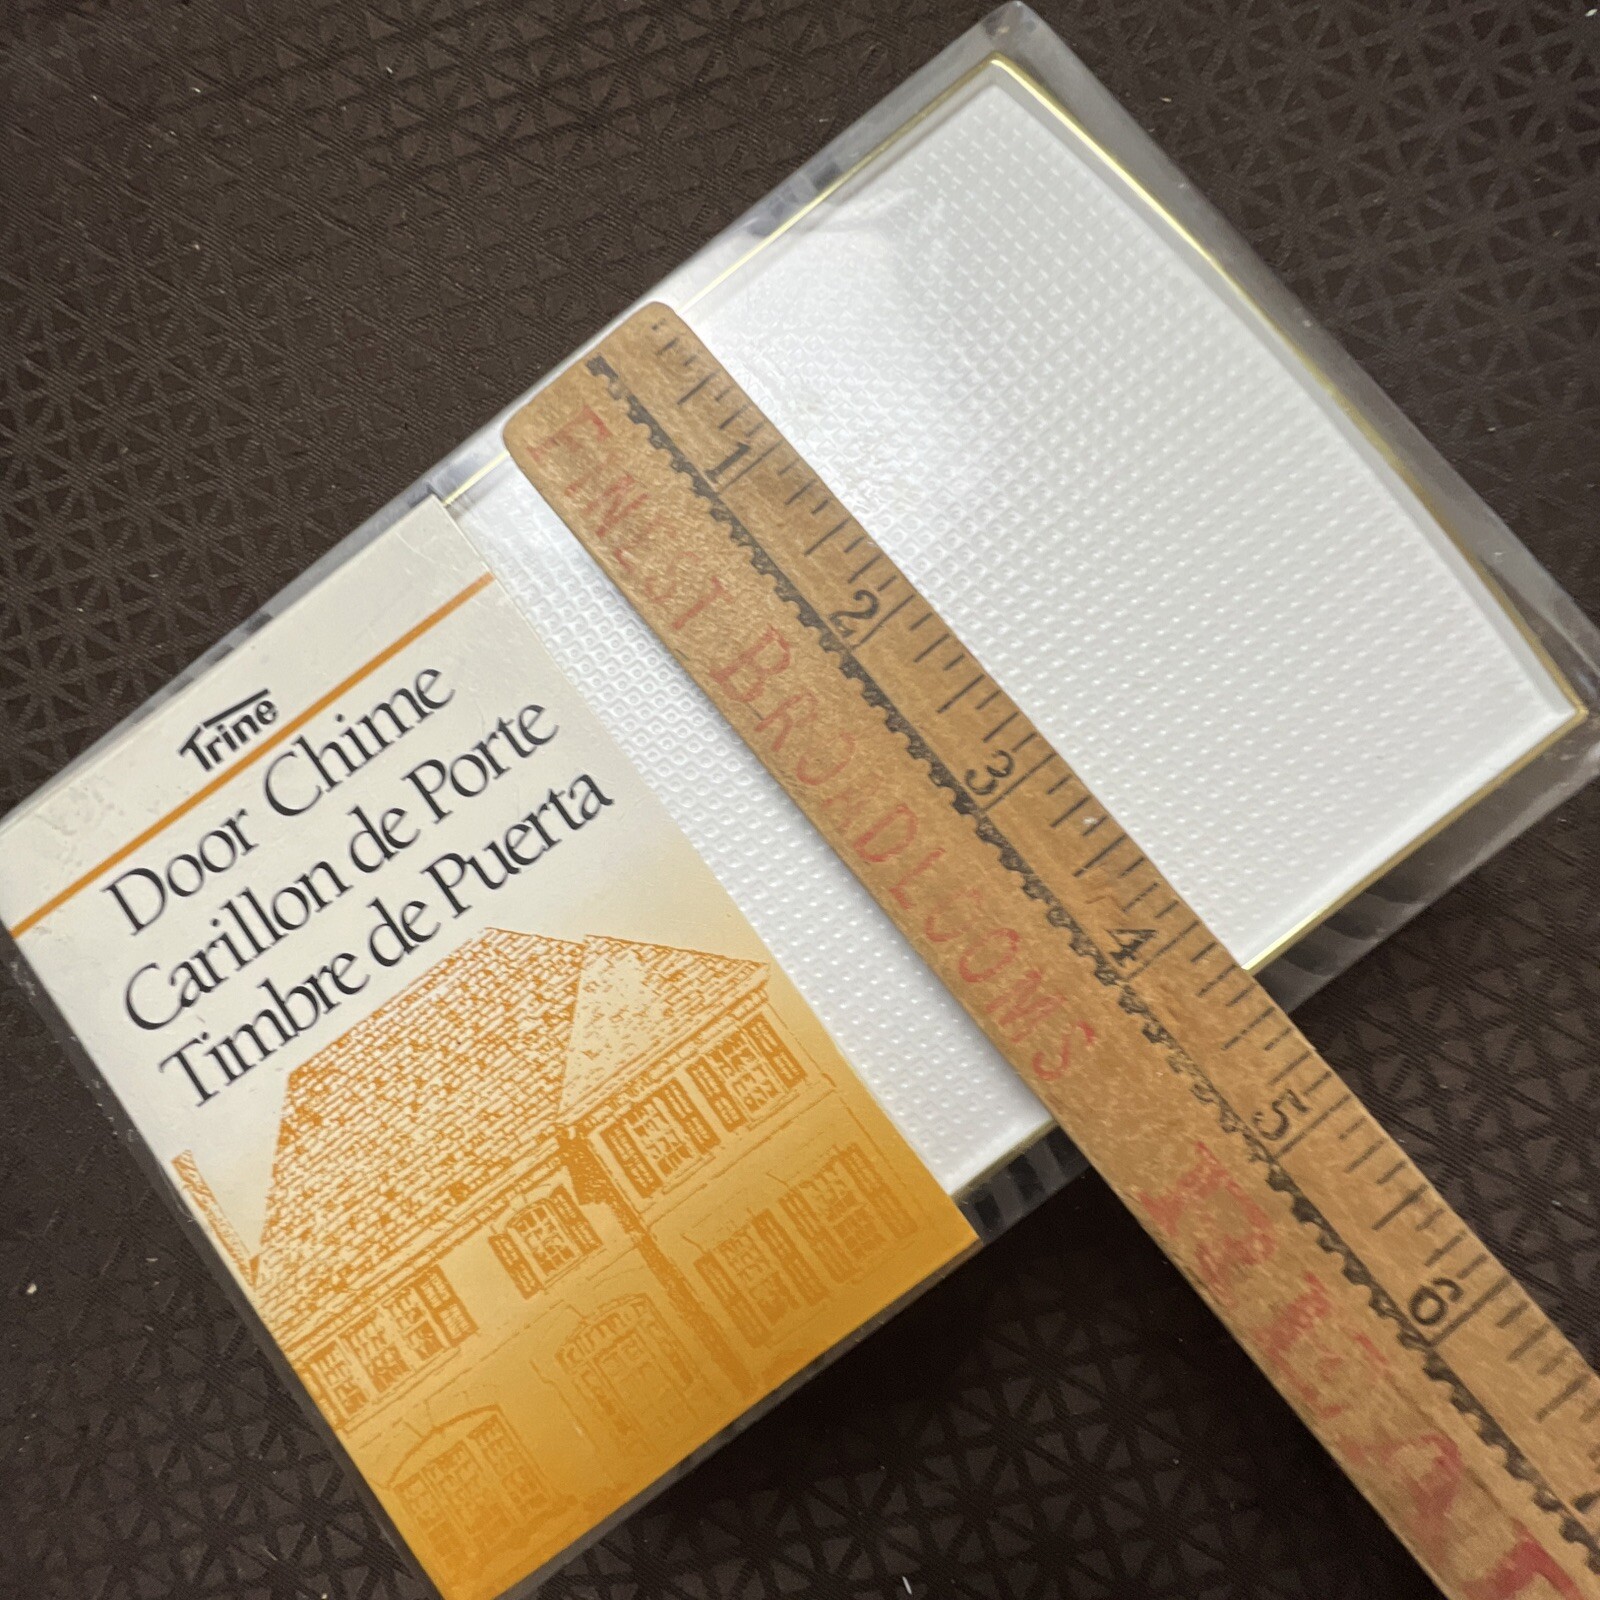 Trine
Door Chime
Carillon de Porte
Timbre de Puerta
1 2 3 4 5 6
FINEST BROADLOOMS